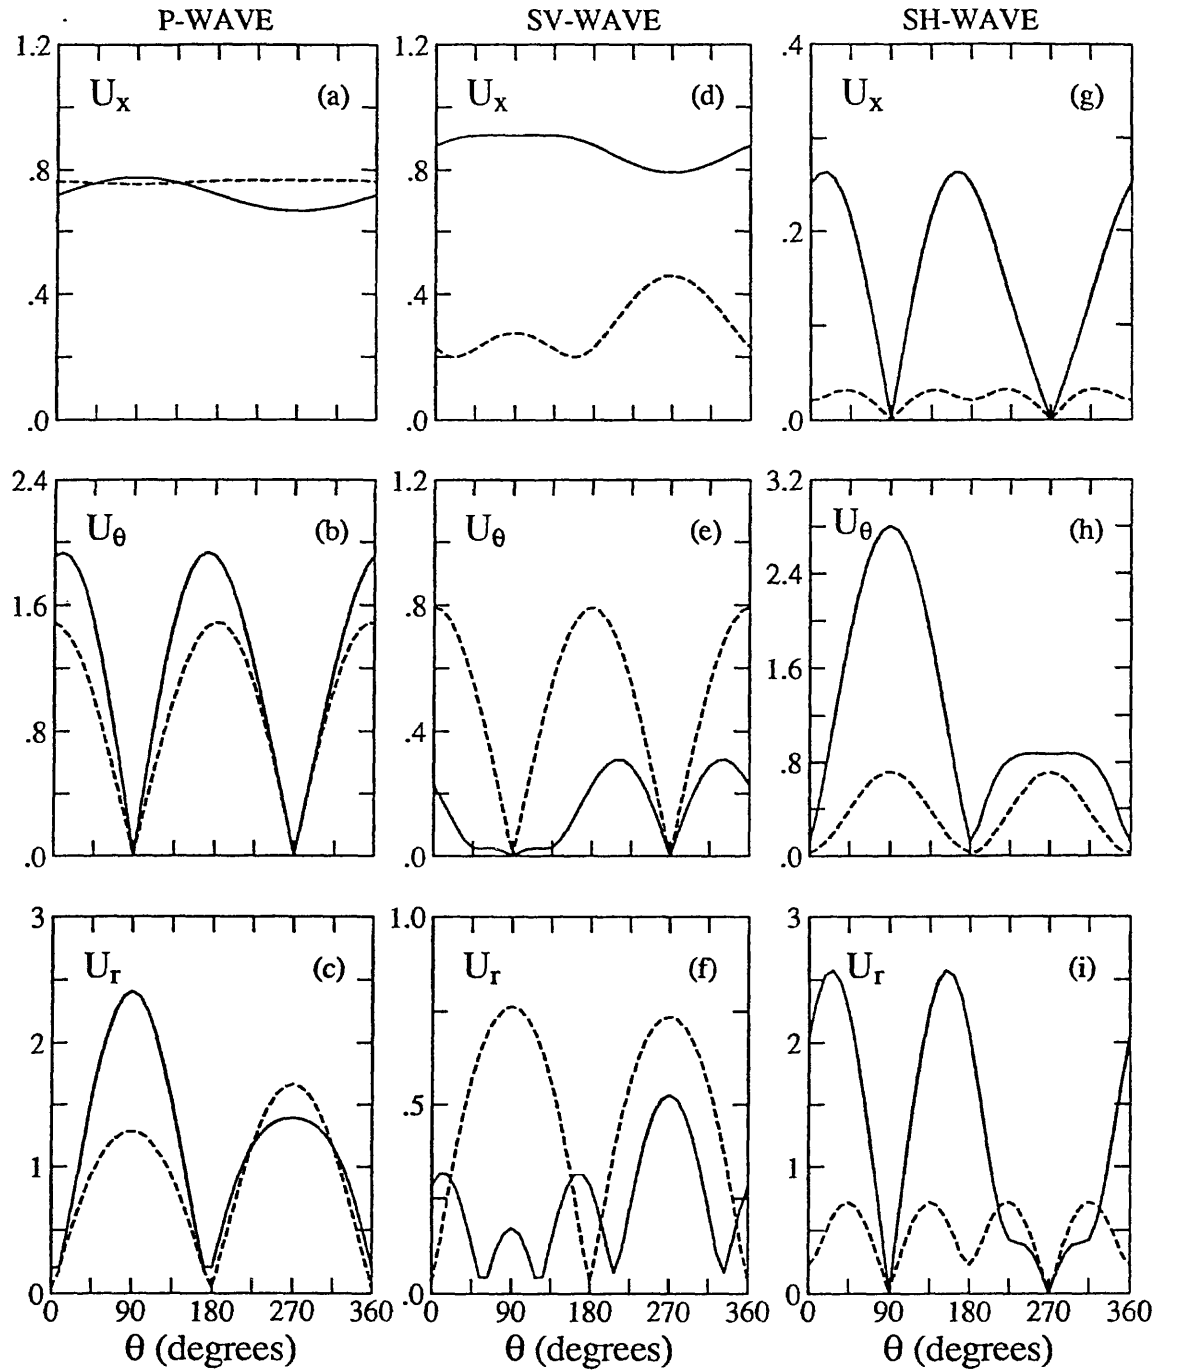 P-WAVE SV-WAVE SH-WAVE
1.2 1.2 .4
Ux (a) Ux (d) Ux (g)
.8 .8 .2
.4 .4
.0 .0 .0
2.4 1.2 3.2
Uθ (b) Uθ (e) Uθ (h)
1.6 .8 2.4
1.6
.8 .4 .8
.0 .0 .0
3 1.0 3
Ur (c) Ur (f) Ur (i)
2 .5 2
1 1
0 .0 0
0 90 180 270 360 0 90 180 270 360 0 90 180 270 360
θ (degrees) θ (degrees) θ (degrees)